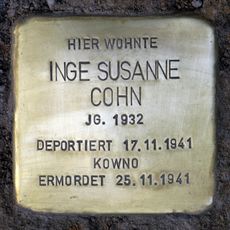 HIER WOHNTE
INGE SUSANNE
COHN
JG. 1932
DEPORTIERT 17.11.1941
KOWNO
ERMORDET 25.11.1941